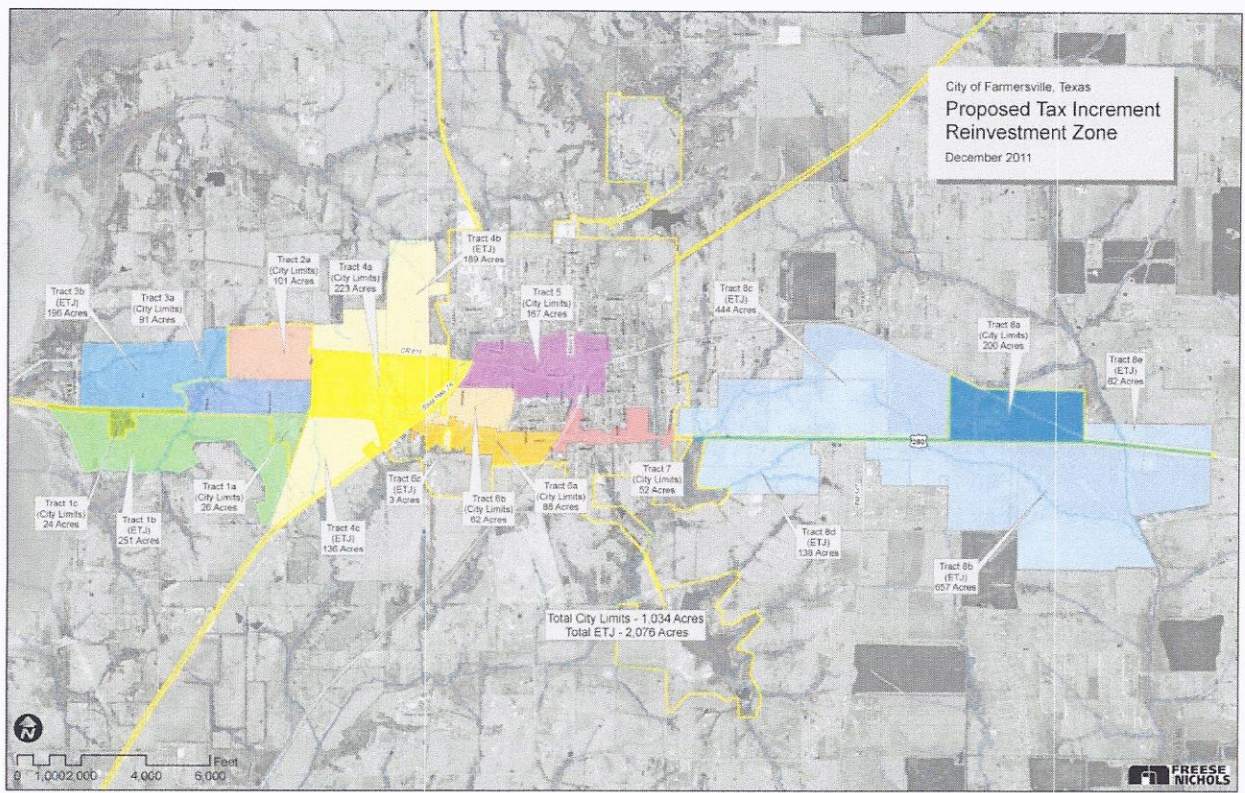 City of Farmersville, Texas
Proposed Tax Increment
Reinvestment Zone
December 2011
Tract 4b
(ETJ)
189 Acres
Tract 2a
(City Limits)
101 Acres
Tract 4a
(City Limits)
223 Acres
Tract 3b
(ETJ)
196 Acres
Tract 3a
(City Limits)
91 Acres
Tract 5
(City Limits)
167 Acres
Tract 8c
(ETJ)
444 Acres
Tract 8a
(City Limits)
200 Acres
Tract 8e
(ETJ)
62 Acres
380
Tract 1c
(City Limits)
24 Acres
Tract 1b
(ETJ)
251 Acres
Tract 1a
(City Limits)
26 Acres
Tract 4c
(ETJ)
136 Acres
Tract 6c
(ETJ)
3 Acres
Tract 6b
(City Limits)
62 Acres
Tract 6a
(City Limits)
88 Acres
Tract 7
(City Limits)
52 Acres
Tract 8d
(ETJ)
138 Acres
Tract 8b
(ETJ)
657 Acres
Total City Limits - 1,034 Acres
Total ETJ - 2,076 Acres
N
Feet
0 1,000 2,000 4,000 6,000
FREESE
NICHOLS